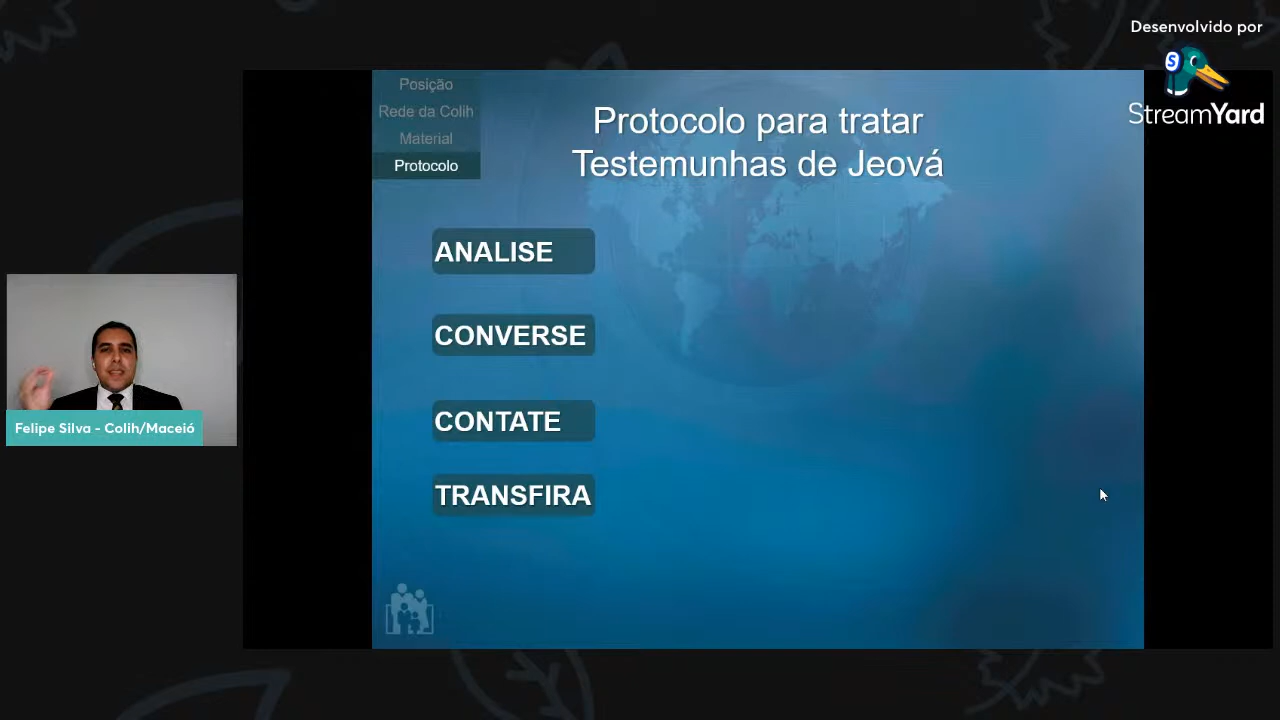 Desenvolvido por
StreamYard
Posição
Rede da Colih
Material
Protocolo
Protocolo para tratar
Testemunhas de Jeová
ANALISE
CONVERSE
CONTATE
TRANSFIRA
Felipe Silva - Colih/Maceió